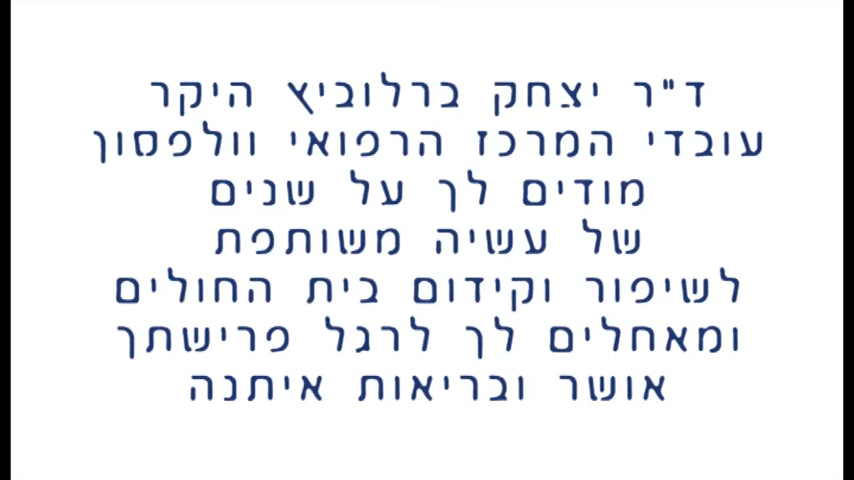 ד"ר יצחק ברלוביץ היקר
עובדי המרכז הרפואי וולפסון
מודים לך על שנים
של עשיה משותפת
לשיפור וקידום בית החולים
ומאחלים לך לרגל פרישתך
אושר ובריאות איתנה